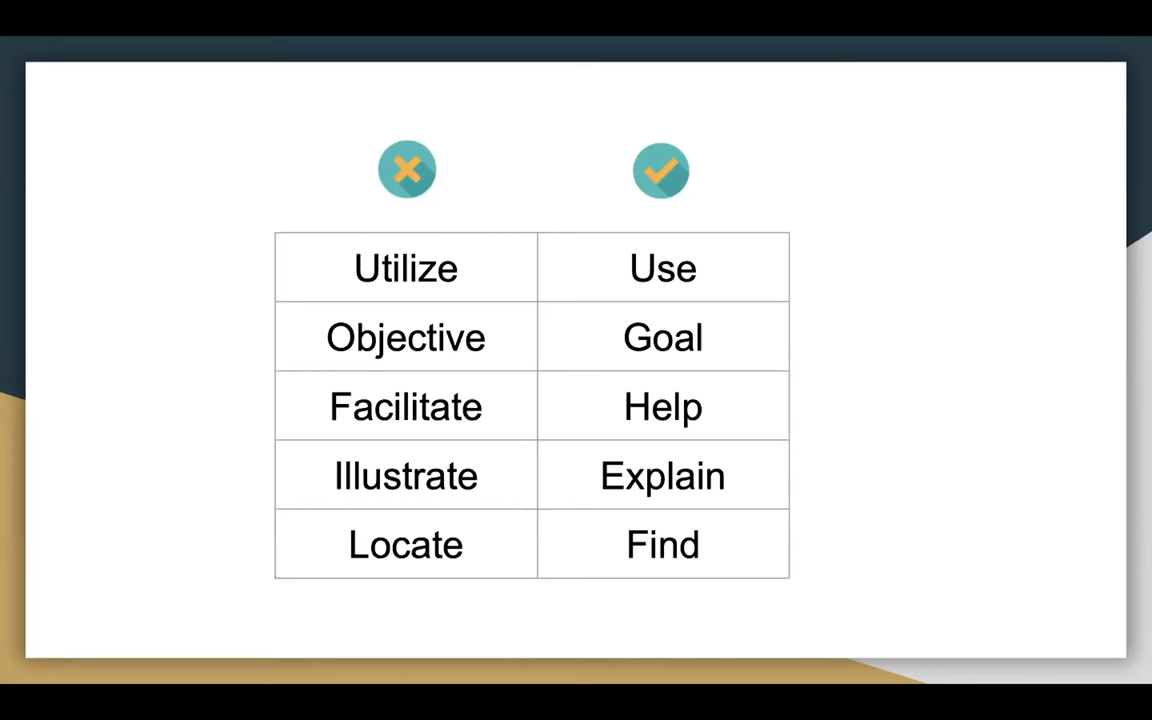 Utilize Use
Objective Goal
Facilitate Help
Illustrate Explain
Locate Find